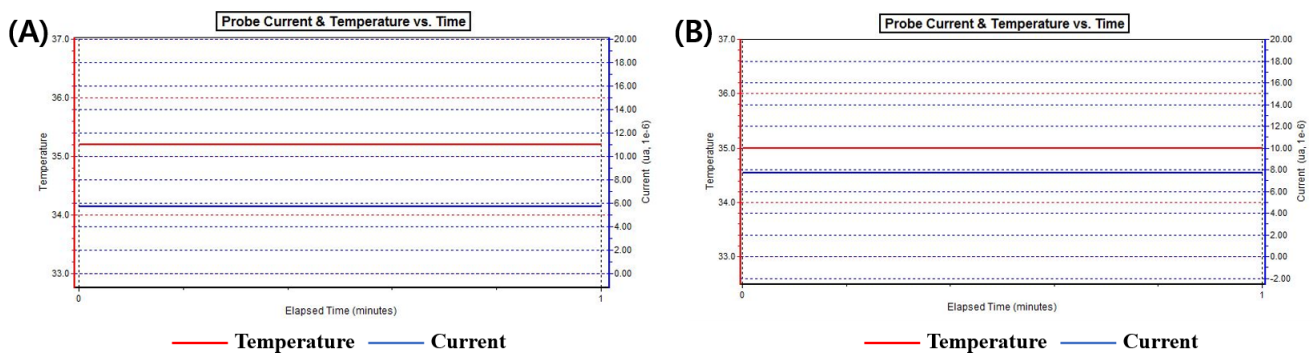 (A)
Probe Current & Temperature vs. Time
37.0
36.0
35.0
34.0
33.0
Temperature
20.00
18.00
16.00
14.00
12.00
10.00
8.00
6.00
4.00
2.00
0.00
Current (ua, 1e-6)
0
1
Elapsed Time (minutes)
Temperature
Current
(B)
Probe Current & Temperature vs. Time
37.0
36.0
35.0
34.0
33.0
Temperature
20.00
18.00
16.00
14.00
12.00
10.00
8.00
6.00
4.00
2.00
0.00
-2.00
Current (ua, 1e-6)
0
1
Elapsed Time (minutes)
Temperature
Current